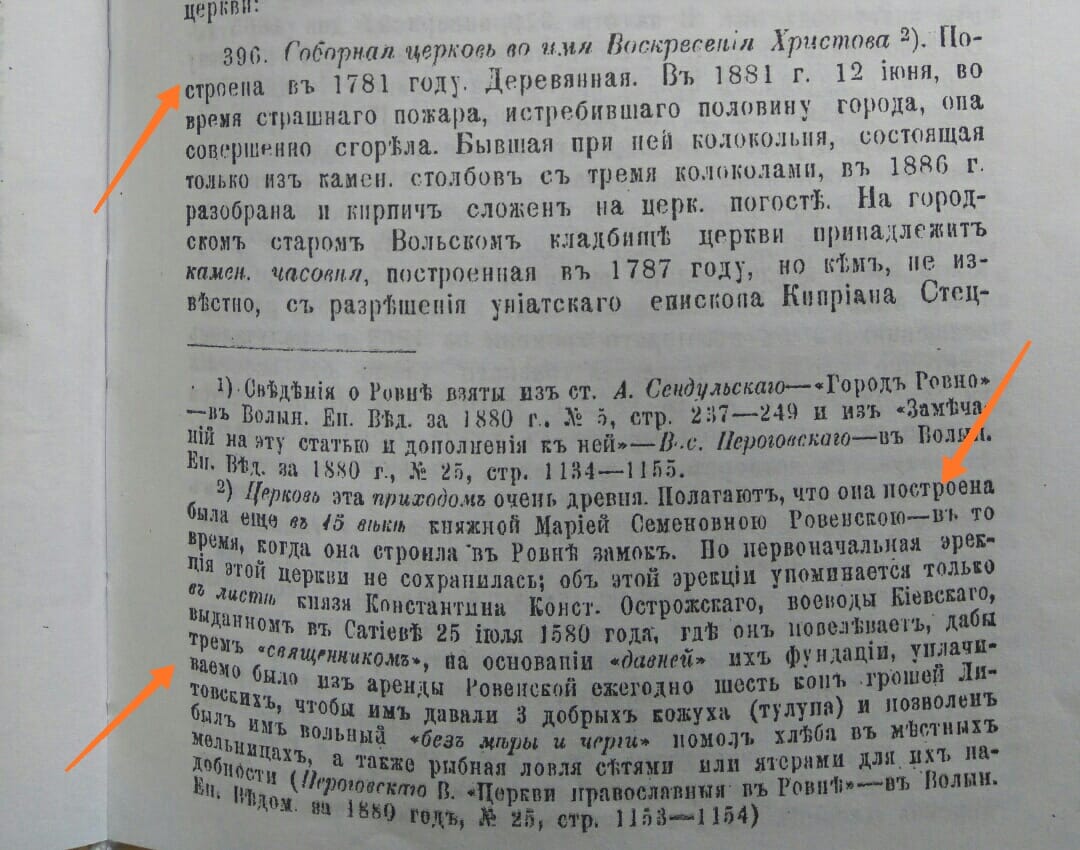 церкви:
396. Соборная церковь во имя Воскресенія Христова ²). По-
строена въ 1781 году. Деревянная. Въ 1881 г. 12 іюня, во
время страшнаго пожара, истребившаго половину города, она
совершенно сгорѣла. Бывшая при ней колокольня, состоящая
только изъ камен. столбовъ съ тремя колоколами, въ 1886 г.
разобрана и кирпичъ сложенъ на церк. погостѣ. На город-
скомъ старомъ Вольскомъ кладбищѣ церкви принадлежитъ
камен. часовня, построенная въ 1787 году, но кѣмъ, не из-
вѣстно, съ разрѣшенія уніатскаго епископа Кипріана Стец-
¹) Свѣдѣнія о Ровнѣ взяты изъ ст. А. Сендульскаго—«Городъ Ровно»
—въ Волын. Еп. Вѣд. за 1880 г., № 5, стр. 237—249 и изъ «Замѣча-
ній на эту статью и дополненія къ ней»—Вс. Пероговскаго—въ Волын.
Еп. Вѣд. за 1880 г., № 25, стр. 1134—1155.
²) Церковь эта приходомъ очень древня. Полагаютъ, что она построена
была еще въ 15 вѣкѣ княжной Маріей Семеновною Ровенскою—въ то
время, когда она строила въ Ровнѣ замокъ. Но первоначальная эрек-
ція этой церкви не сохранилась; объ этой эрекціи упоминается только
въ листѣ князя Константина Конст. Острожскаго, воеводы Кіевскаго,
выданномъ въ Сатіевѣ 25 іюля 1580 года, гдѣ онъ повелѣваетъ, дабы
тремъ «священникомъ», на основаніи «давней» ихъ фундаціи, уплачи-
ваемо было изъ аренды Ровенской ежегодно шесть копъ грошей Ли-
товскихъ, чтобы имъ давали 3 добрыхъ кожуха (тулупа) и позволенъ
былъ имъ вольный «безъ мѣры и черги» помолъ хлѣба въ мѣстныхъ
мельницахъ, а также рыбная ловля сѣтями или ятерами для ихъ на-
добности (Пероговскаго В. «Церкви православныя въ Ровнѣ»—въ Волын.
Еп. Вѣдом. за 1880 годъ, № 25, стр. 1153—1154)